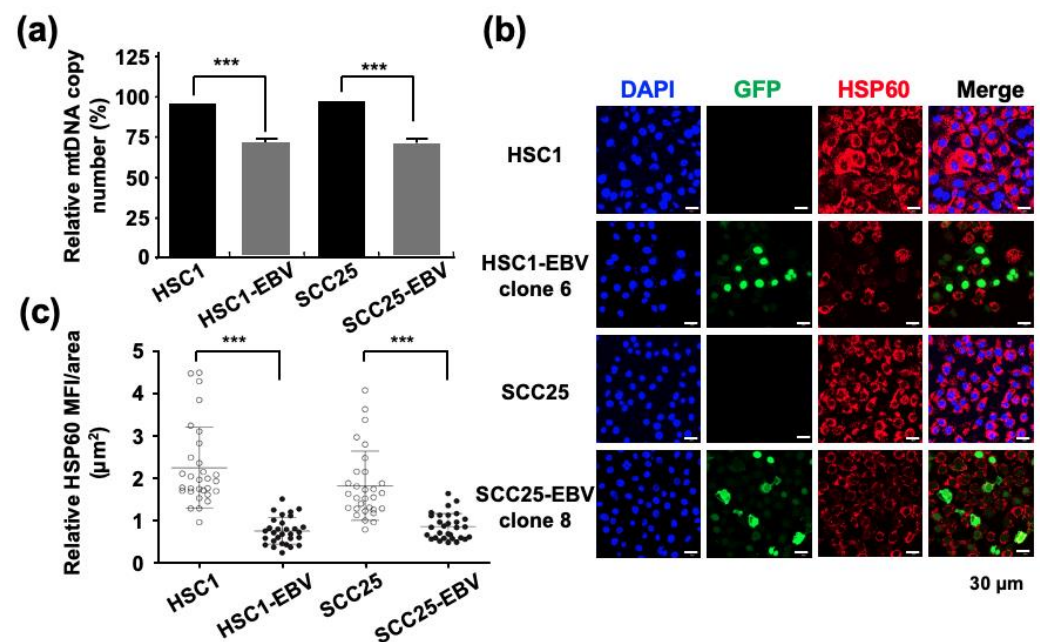 (a)
Relative mtDNA copy
number (%)
125
100
75
50
25
0
***
***
HSC1
HSC1-EBV
SCC25
SCC25-EBV
(b)
DAPI
GFP
HSP60
Merge
HSC1
HSC1-EBV
clone 6
SCC25
SCC25-EBV
clone 8
30 μm
(c)
Relative HSP60 MFI/area
(μm²)
5
4
3
2
1
0
***
***
HSC1
HSC1-EBV
SCC25
SCC25-EBV